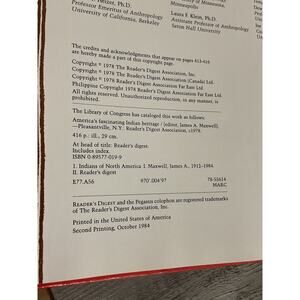 Ph.D.
Professor Emeritus of Anthropology
University of California, Berkeley
Minneapolis
Laura F. Klein, Ph.D.
Assistant Professor of Anthropology
Seton Hall University
The credits and acknowledgments that appear on pages 413-416
are hereby made a part of this copyright page.
Copyright © 1978 The Reader's Digest Association, Inc.
Copyright © 1978 The Reader's Digest Association (Canada) Ltd.
Copyright © 1978 Reader's Digest Association Far East Ltd.
Philippine Copyright 1978 Reader's Digest Association Far East Ltd.
All rights reserved. Unauthorized reproduction, in any manner, is
prohibited.
The Library of Congress has cataloged this work as follows:
America's fascinating Indian heritage / [editor, James A. Maxwell].
—Pleasantville, N.Y.: Reader's Digest Association, c1978.
416 p.: ill., 29 cm.
At head of title: Reader's digest.
Includes index.
ISBN 0-89577-019-9
1. Indians of North America I. Maxwell, James A., 1912-1984.
II. Reader's digest
E77.A56 970'.004'97 78-55614
MARC
READER'S DIGEST and the Pegasus colophon are registered trademarks
of The Reader's Digest Association, Inc.
Printed in the United States of America
Second Printing, October 1984